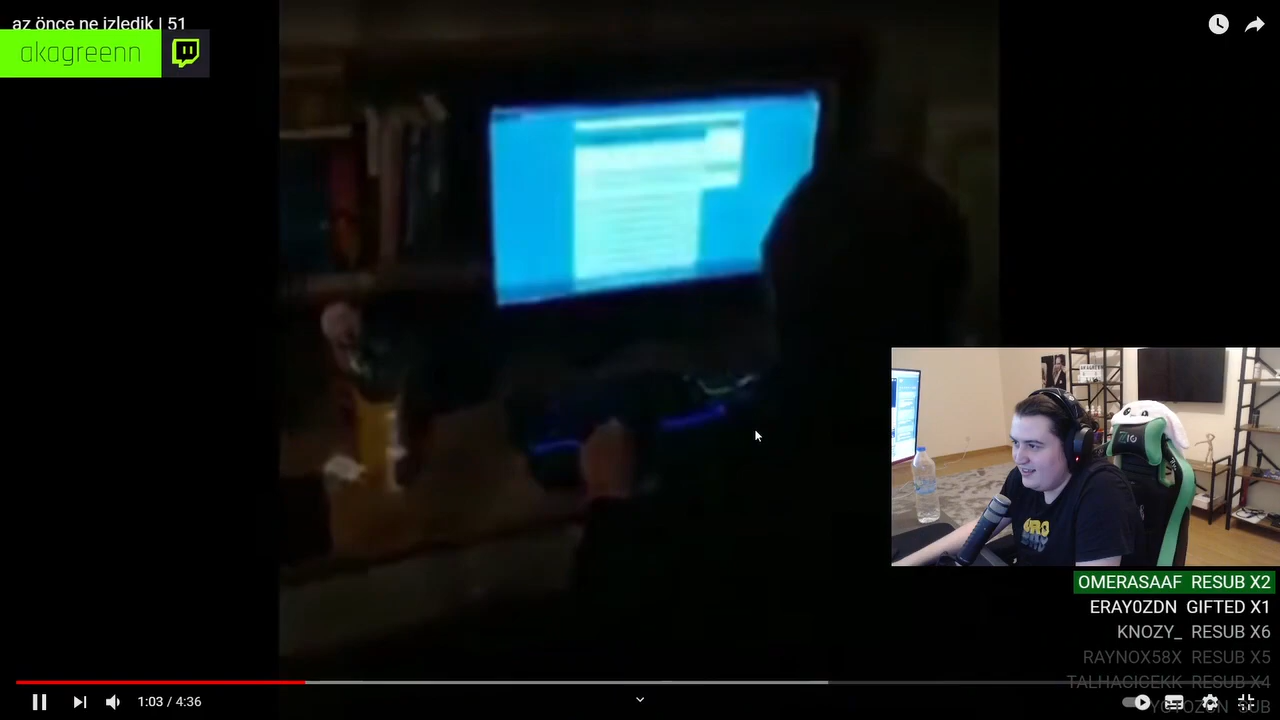 az önce ne izledik | 51
akagreenn
OMERASAAF RESUB X2
ERAY0ZDN GIFTED X1
KNOZY_ RESUB X6
RAYNOX58X RESUB X5
TALHACICEKK RESUB X4
1:03 / 4:36